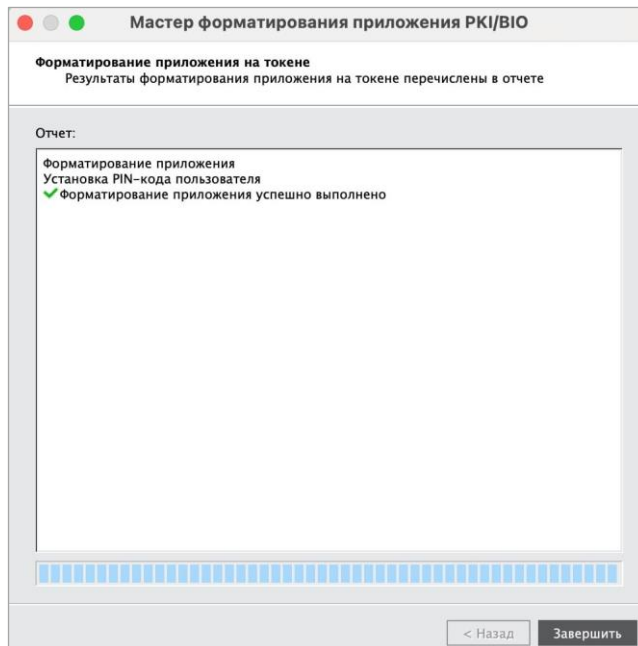 Мастер форматирования приложения PKI/BIO
Форматирование приложения на токене
Результаты форматирования приложения на токене перечислены в отчете
Отчет:
Форматирование приложения
Установка PIN-кода пользователя
Форматирование приложения успешно выполнено
< Назад
Завершить